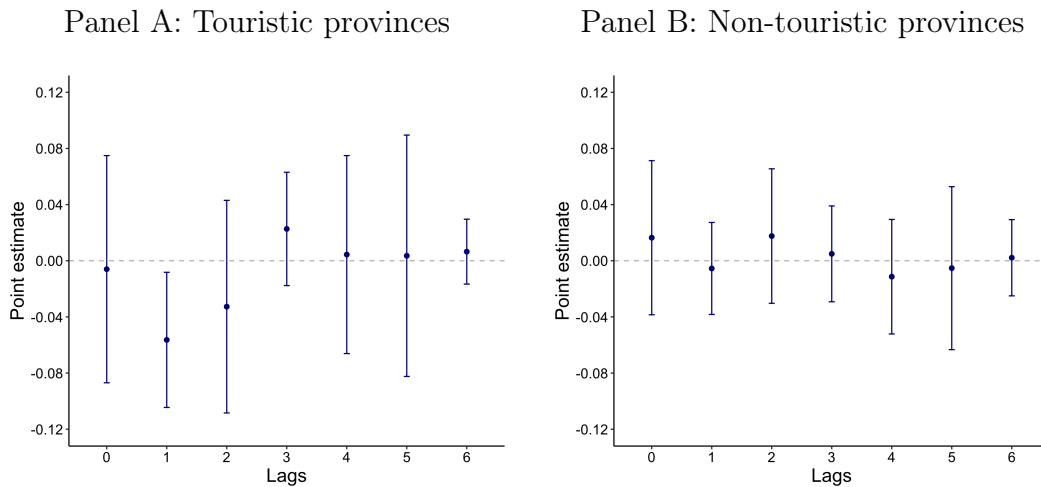 Panel A: Touristic provinces
Panel B: Non-touristic provinces
0.12
0.08
0.04
0.00
-0.04
-0.08
-0.12
Point estimate
0 1 2 3 4 5 6
Lags
0.12
0.08
0.04
0.00
-0.04
-0.08
-0.12
Point estimate
0 1 2 3 4 5 6
Lags